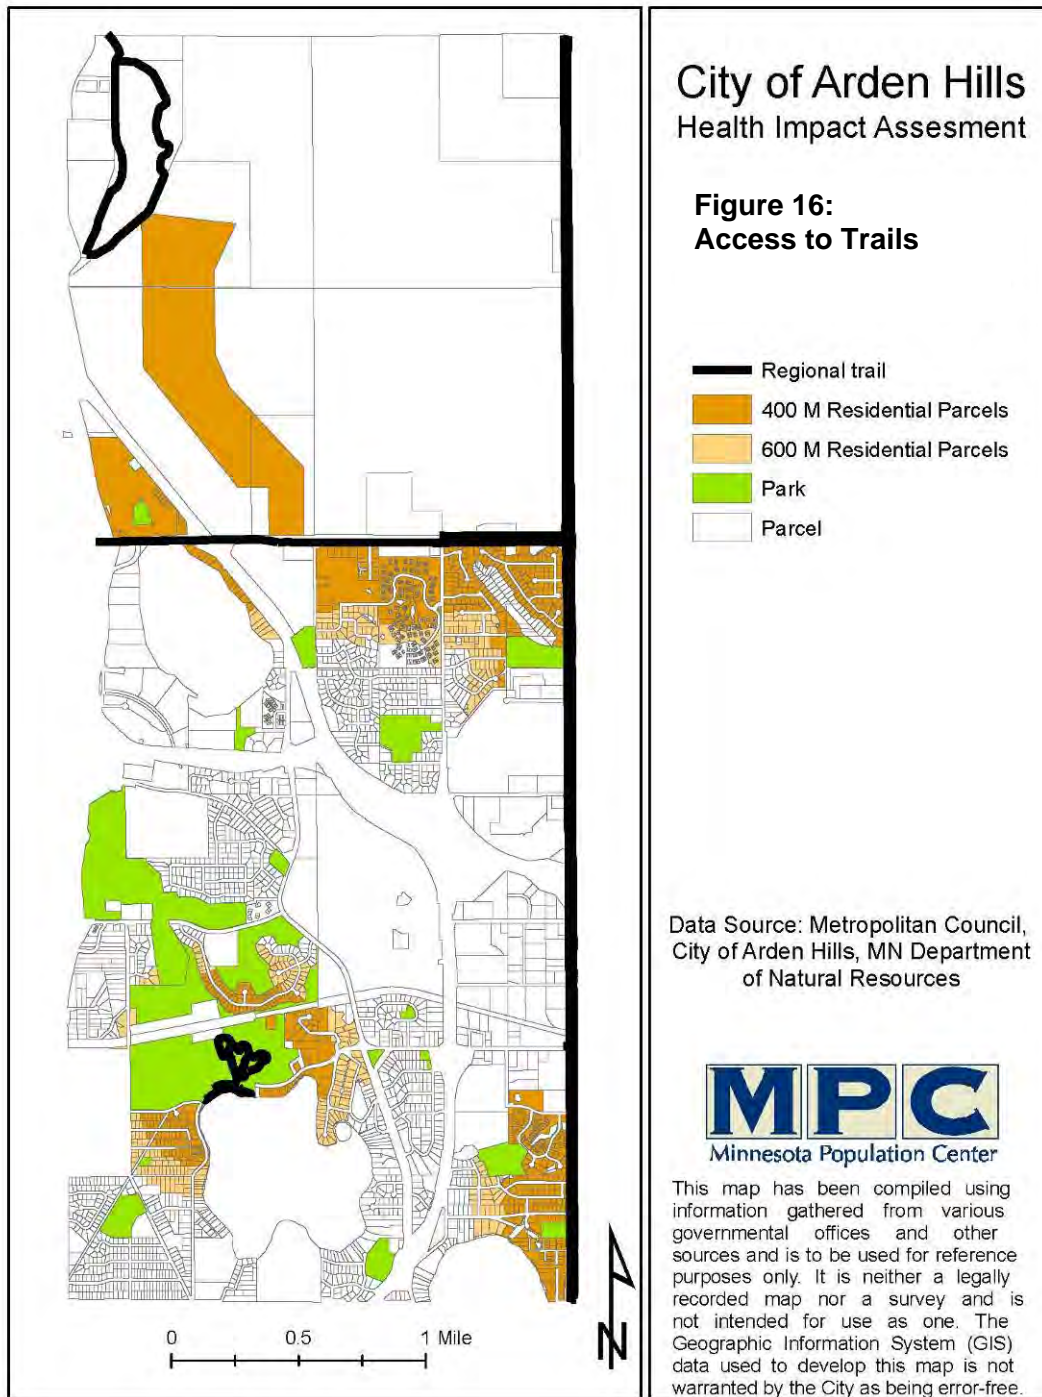 City of Arden Hills
Health Impact Assesment
Figure 16:
Access to Trails
Regional trail
400 M Residential Parcels
600 M Residential Parcels
Park
Parcel
Data Source: Metropolitan Council,
City of Arden Hills, MN Department
of Natural Resources
MPC
Minnesota Population Center
This map has been compiled using
information gathered from various
governmental offices and other
sources and is to be used for reference
purposes only. It is neither a legally
recorded map nor a survey and is
not intended for use as one. The
Geographic Information System (GIS)
data used to develop this map is not
warranted by the City as being error-free.
0 0.5 1 Mile
N